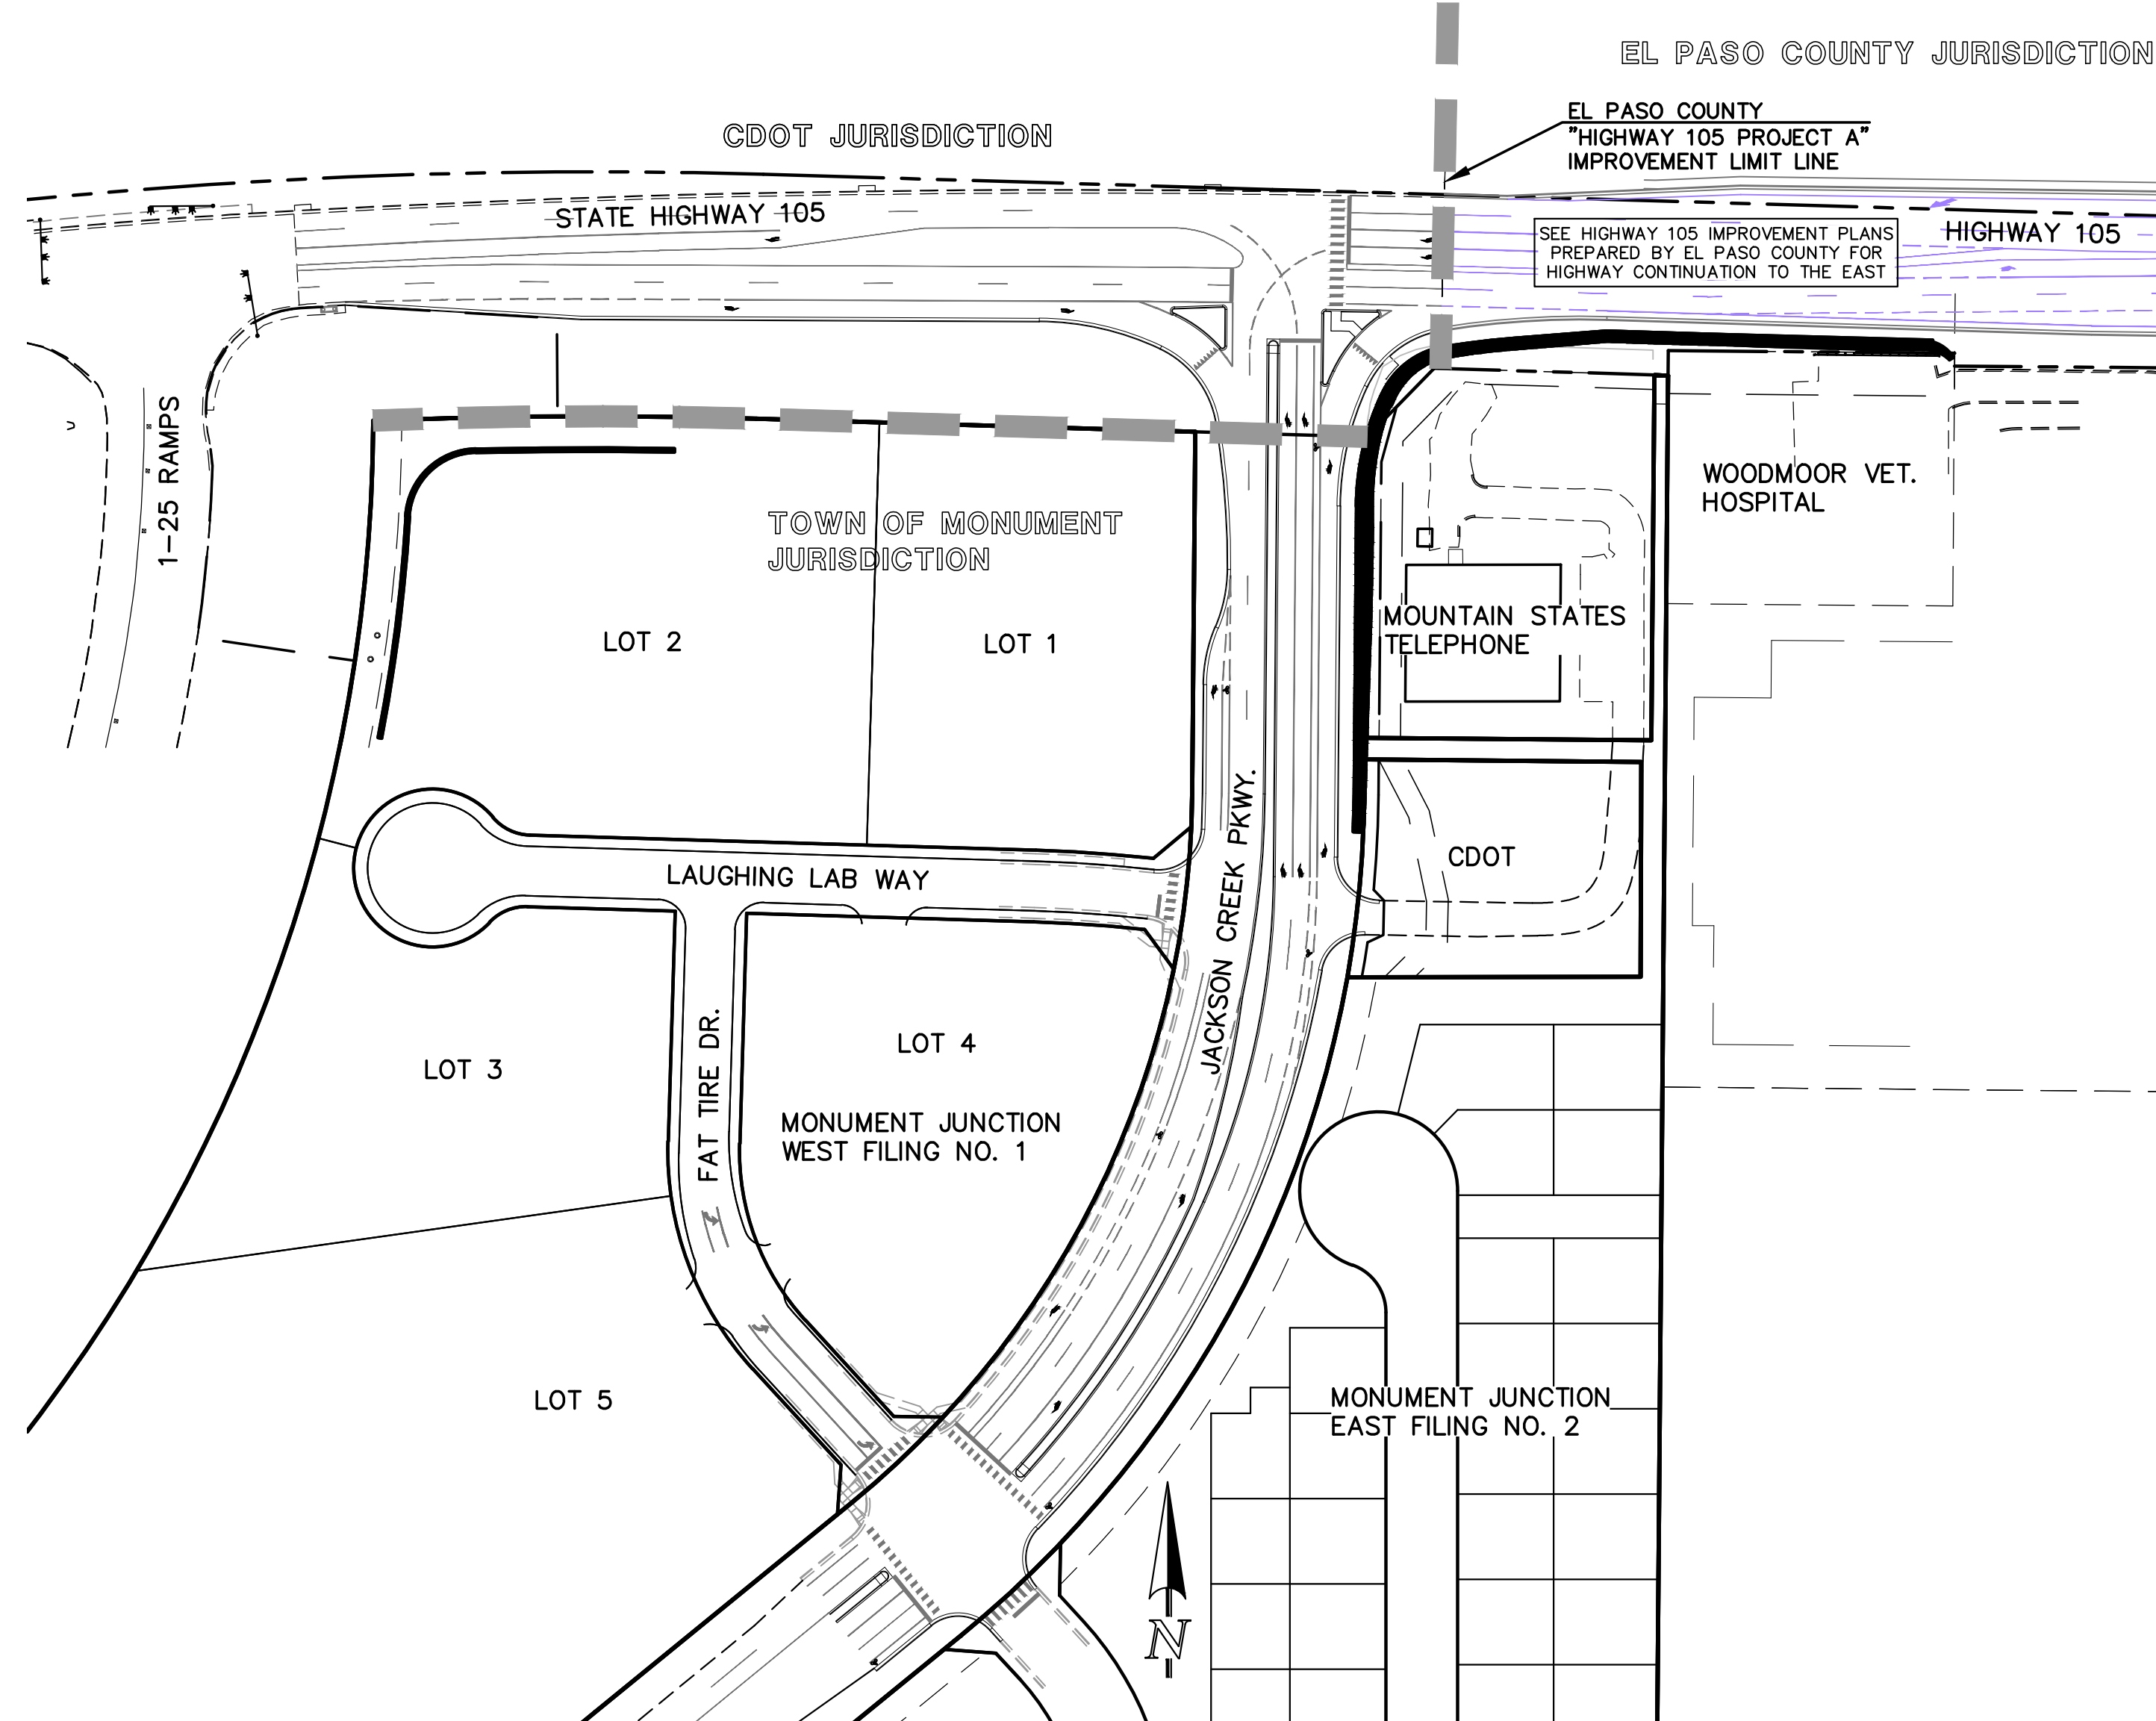 EL PASO COUNTY JURISDICTION
EL PASO COUNTY
"HIGHWAY 105 PROJECT A"
IMPROVEMENT LIMIT LINE
CDOT JURISDICTION
STATE HIGHWAY 105
SEE HIGHWAY 105 IMPROVEMENT PLANS
PREPARED BY EL PASO COUNTY FOR
HIGHWAY CONTINUATION TO THE EAST
HIGHWAY 105
1-25 RAMPS
WOODMOOR VET.
HOSPITAL
TOWN OF MONUMENT
JURISDICTION
MOUNTAIN STATES
TELEPHONE
LOT 2
LOT 1
JACKSON CREEK PKWY.
CDOT
LAUGHING LAB WAY
LOT 4
LOT 3
FAT TIRE DR.
MONUMENT JUNCTION
WEST FILING NO. 1
LOT 5
MONUMENT JUNCTION
EAST FILING NO. 2
N